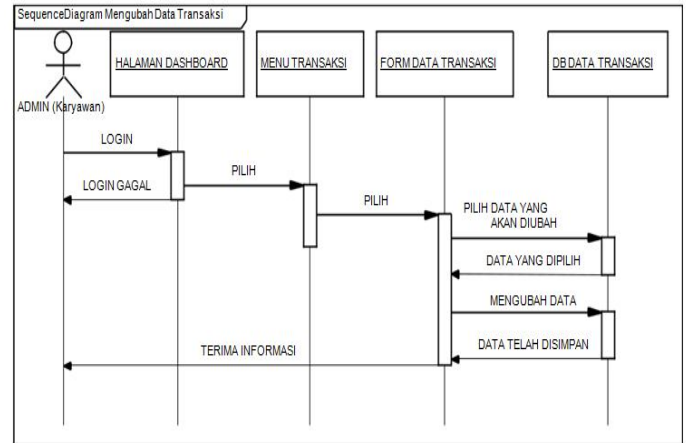 SequenceDiagram Mengubah Data Transaksi
HALAMAN DASHBOARD
MENU TRANSAKSI
FORM DATA TRANSAKSI
DB DATA TRANSAKSI
ADMIN (Karyawan)
LOGIN
LOGIN GAGAL
PILIH
PILIH
PILIH DATA YANG
AKAN DIUBAH
DATA YANG DIPILIH
MENGUBAH DATA
DATA TELAH DISIMPAN
TERIMA INFORMASI